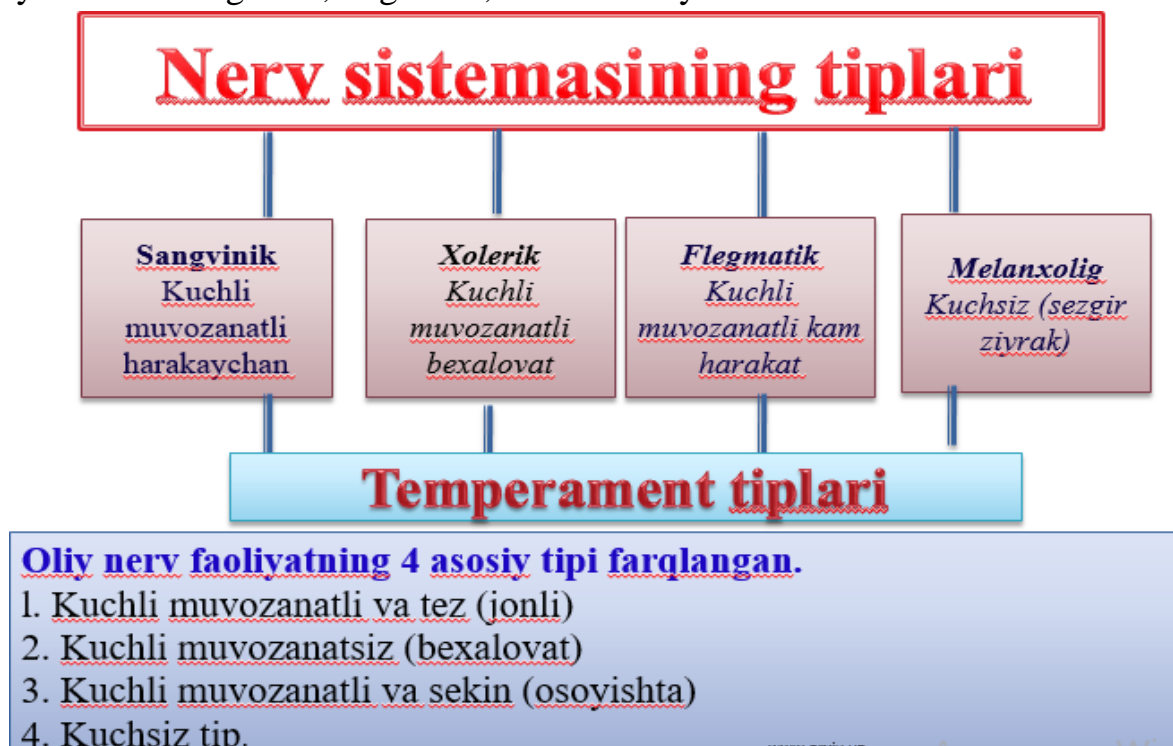 Nerv sistemasining tiplari
Sangvinik
Kuchli
muvozanatli
harakaychan
Xolerik
Kuchli
muvozanatli
bexalovat
Flegmatik
Kuchli
muvozanatli kam
harakat
Melanxolig
Kuchsiz (sezgir
ziyrak)
Temperament tiplari
Oliy nerv faoliyatning 4 asosiy tipi farqlangan.
l. Kuchli muvozanatli va tez (jonli)
2. Kuchli muvozanatsiz (bexalovat)
3. Kuchli muvozanatli va sekin (osoyishta)
4. Kuchsiz tip.